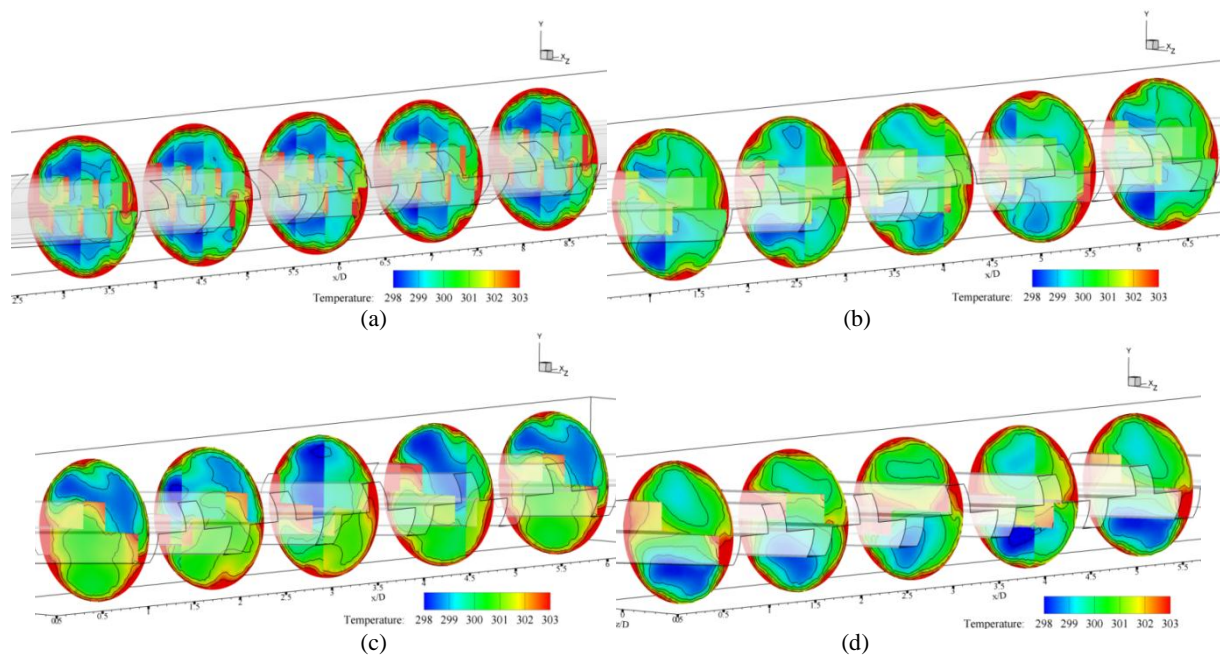 Y
X
Z
2.5 3 3.5 4 4.5 5 5.5 6 6.5 7 7.5 8 8.5
x/D
Temperature: 298 299 300 301 302 303
(a)
Y
X
Z
1 1.5 2 2.5 3 3.5 4 4.5 5 5.5 6 6.5
x/D
Temperature: 298 299 300 301 302 303
(b)
Y
X
Z
0.5 1 1.5 2 2.5 3 3.5 4 4.5 5 5.5 6
x/D
Temperature: 298 299 300 301 302 303
(c)
Y
X
Z
0 0.5 1 1.5 2 2.5 3 3.5 4 4.5 5 5.5
x/D
Temperature: 298 299 300 301 302 303
(d)